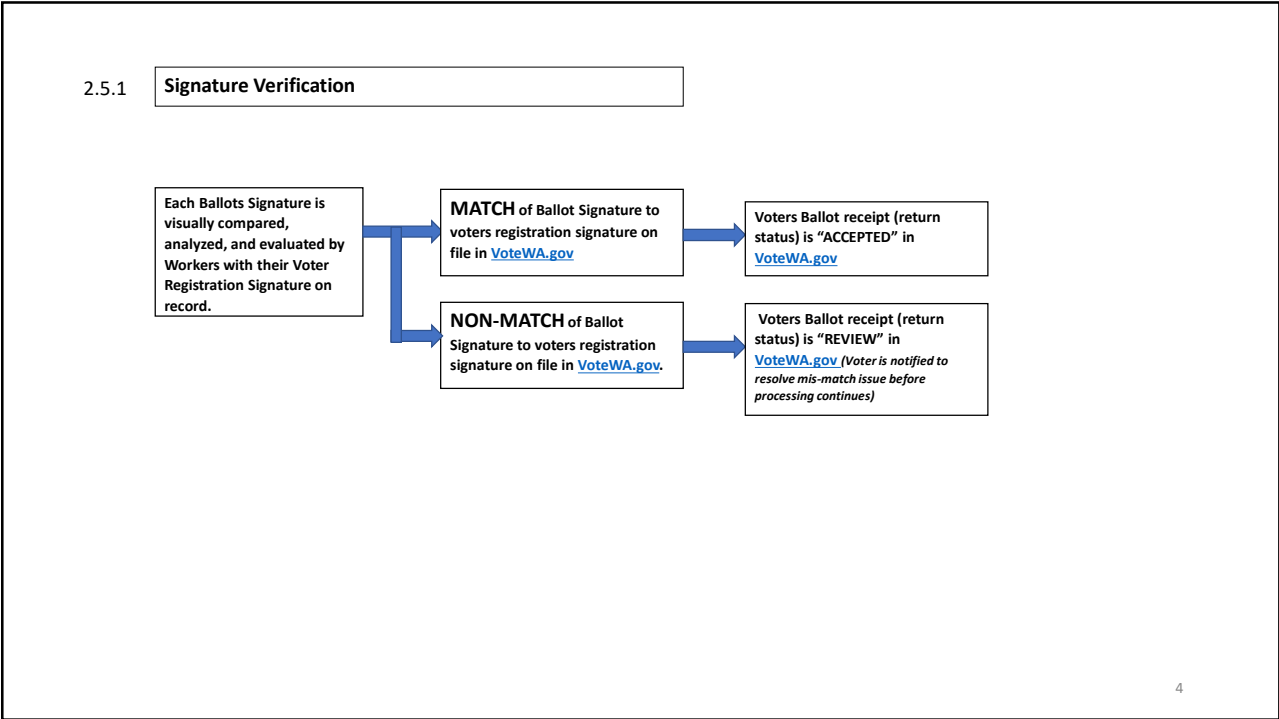 2.5.1
Signature Verification
Each Ballots Signature is
visually compared,
analyzed, and evaluated by
Workers with their Voter
Registration Signature on
record.
MATCH of Ballot Signature to
voters registration signature on
file in VoteWA.gov
Voters Ballot receipt (return
status) is “ACCEPTED” in
VoteWA.gov
NON-MATCH of Ballot
Signature to voters registration
signature on file in VoteWA.gov.
Voters Ballot receipt (return
status) is “REVIEW” in
VoteWA.gov (Voter is notified to
resolve mis-match issue before
processing continues)
4